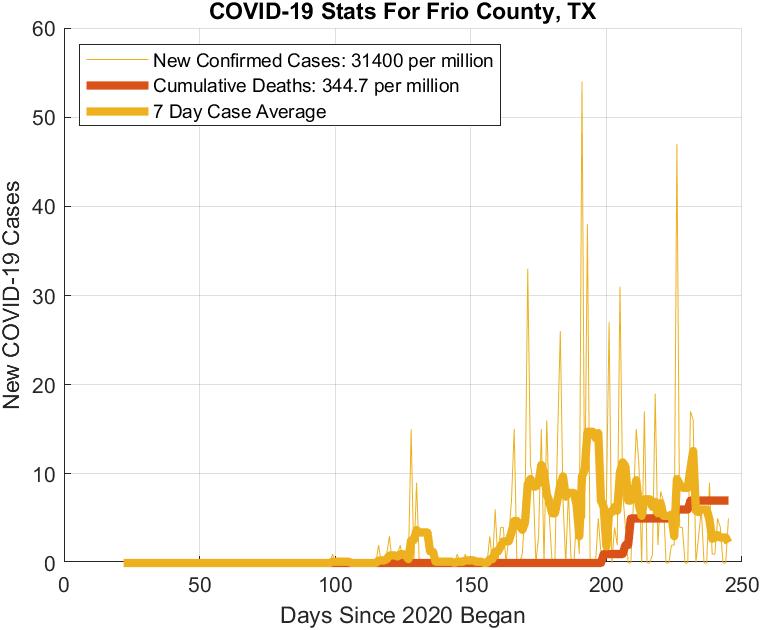 COVID-19 Stats For Frio County, TX
New Confirmed Cases: 31400 per million
Cumulative Deaths: 344.7 per million
7 Day Case Average
New COVID-19 Cases
60
50
40
30
20
10
0
0 50 100 150 200 250
Days Since 2020 Began